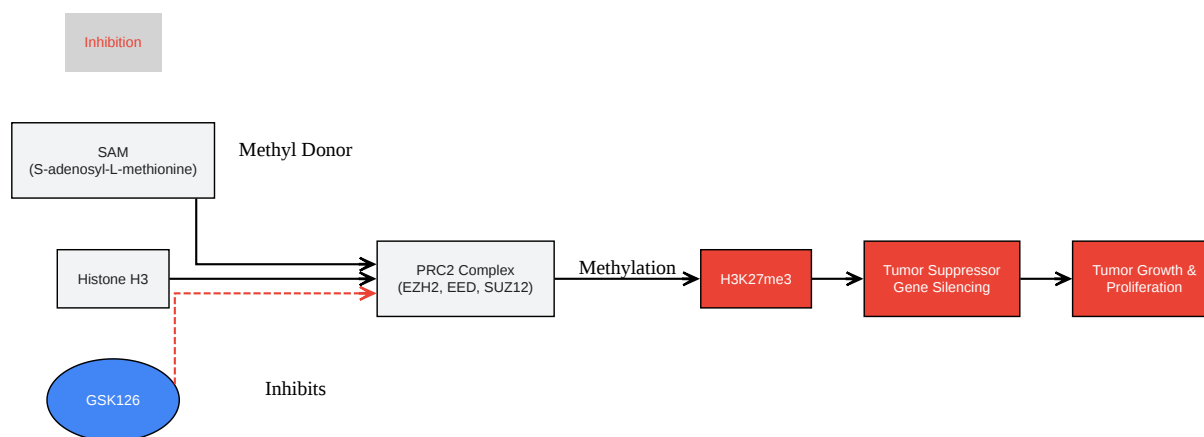 Inhibition
SAM
(S-adenosyl-L-methionine)
Methyl Donor
Histone H3
PRC2 Complex
(EZH2, EED, SUZ12)
Methylation
H3K27me3
Tumor Suppressor
Gene Silencing
Tumor Growth &
Proliferation
GSK126
Inhibits